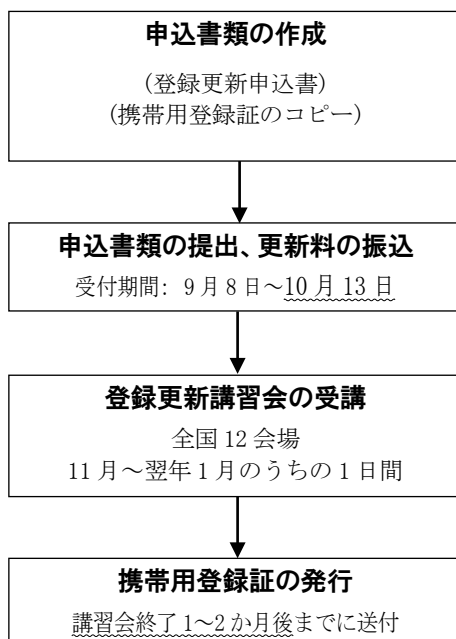 申込書類の作成
(登録更新申込書)
(携帯用登録証のコピー)
申込書類の提出、更新料の振込
受付期間: 9月8日～10月13日
登録更新講習会の受講
全国12会場
11月～翌年1月のうちの1日間
携帯用登録証の発行
講習会終了1～2か月後までに送付